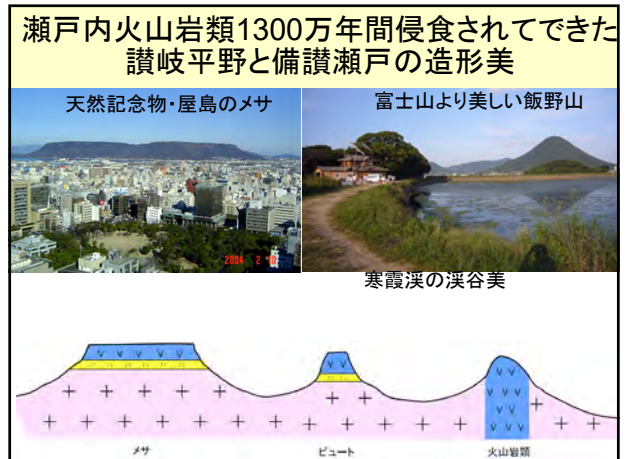 瀬戸内火山岩類1300万年間侵食されてできた
讃岐平野と備讃瀬戸の造形美
天然記念物・屋島のメサ
富士山より美しい飯野山
2004 2
寒霞渓の渓谷美
メサ
ビュート
火山岩類